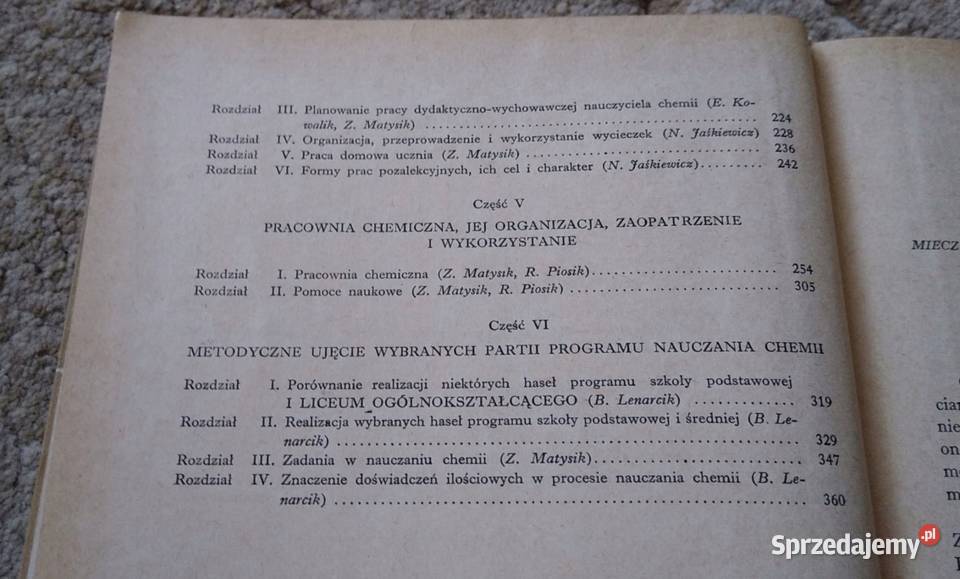 Rozdział III. Planowanie pracy dydaktyczno-wychowawczej nauczyciela chemii (E. Ko-
walik, Z. Matysik) ........ 224
Rozdział IV. Organizacja, przeprowadzenie i wykorzystanie wycieczek (N. Jaśkiewicz) 228
Rozdział V. Praca domowa ucznia (Z. Matysik) ........ 236
Rozdział VI. Formy prac pozalekcyjnych, ich cel i charakter (N. Jaśkiewicz) ........ 242
Część V
PRACOWNIA CHEMICZNA, JEJ ORGANIZACJA, ZAOPATRZENIE
I WYKORZYSTANIE
Rozdział I. Pracownia chemiczna (Z. Matysik, R. Piosik) ........ 254
Rozdział II. Pomoce naukowe (Z. Matysik, R. Piosik) ........ 305
Część VI
METODYCZNE UJĘCIE WYBRANYCH PARTII PROGRAMU NAUCZANIA CHEMII
Rozdział I. Porównanie realizacji niektórych haseł programu szkoły podstawowej
I LICEUM OGÓLNOKSZTAŁCĄCEGO (B. Lenarcik) ........ 319
Rozdział II. Realizacja wybranych haseł programu szkoły podstawowej i średniej (B. Le-
narcik) ........ 329
Rozdział III. Zadania w nauczaniu chemii (Z. Matysik) ........ 347
Rozdział IV. Znaczenie doświadczeń ilościowych w procesie nauczania chemii (B. Le-
narcik) ........ 360
MIECZ
cian
nie
on
m
m
Z
Sprzedajemy.pl